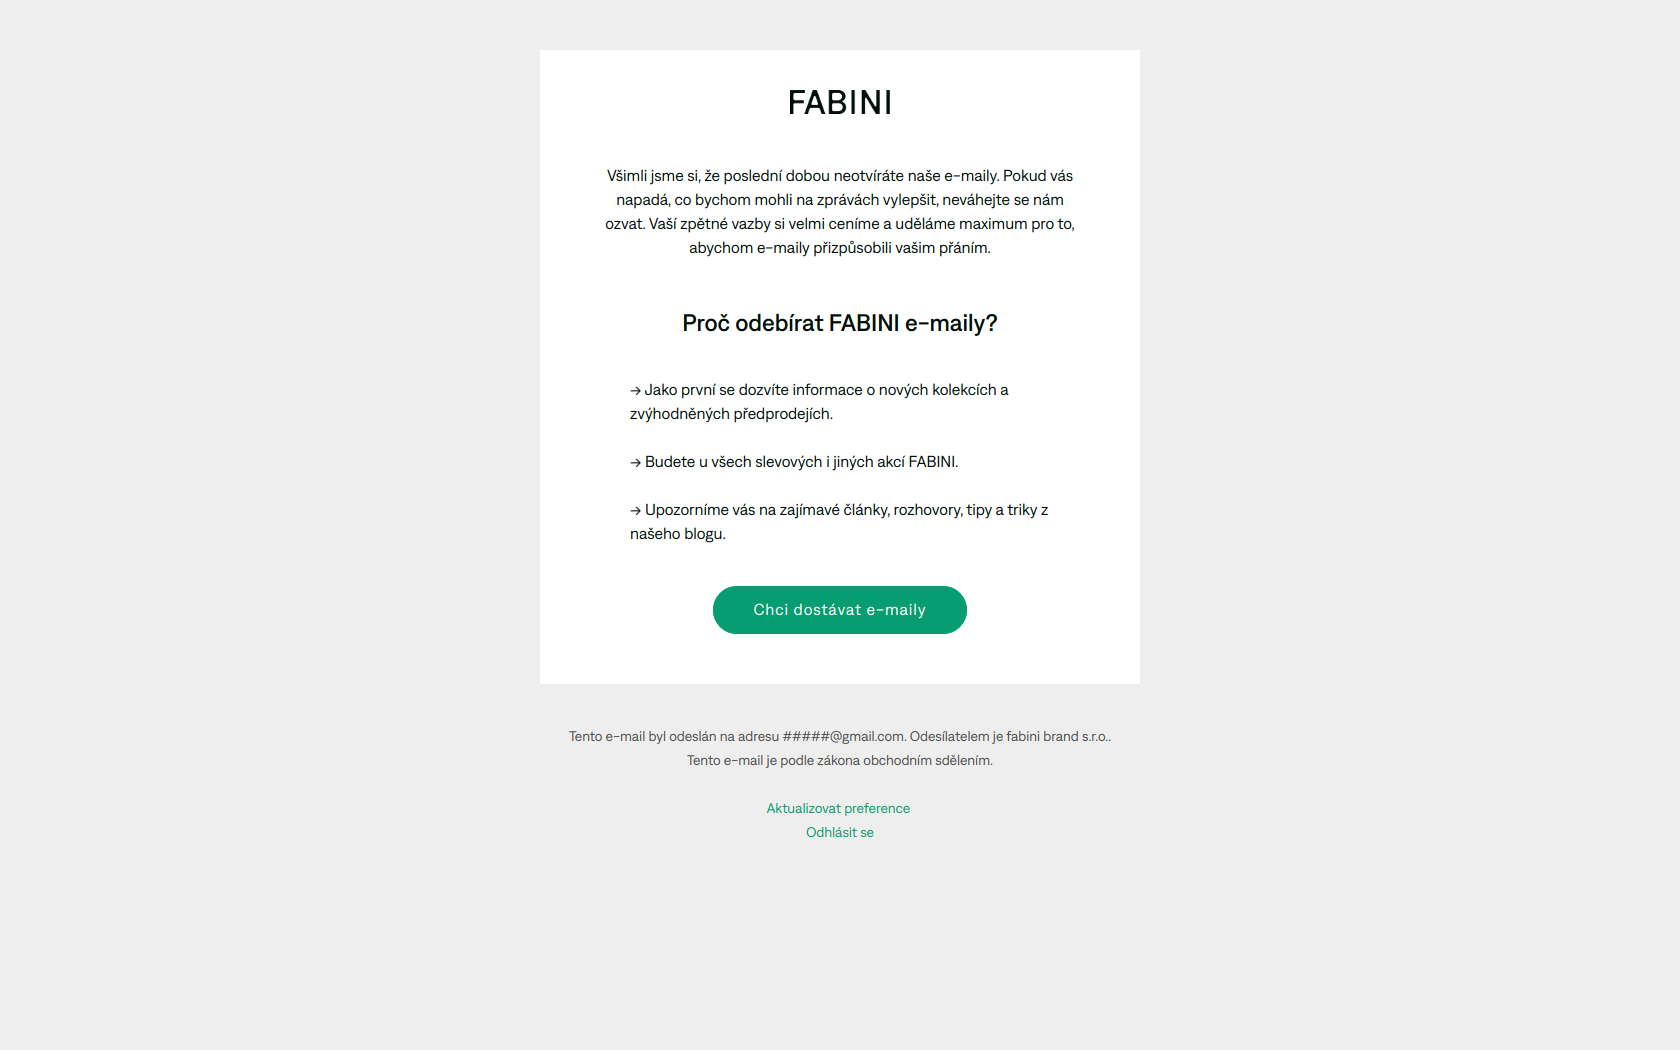 FABINI
Všimli jsme si, že poslední dobou neotvíráte naše e-maily. Pokud vás
napadá, co bychom mohli na zprávách vylepšit, neváhejte se nám
ozvat. Vaší zpětné vazby si velmi ceníme a uděláme maximum pro to,
abychom e-maily přizpůsobili vašim přáním.
Proč odebírat FABINI e-maily?
→ Jako první se dozvíte informace o nových kolekcích a
zvýhodněných předprodejích.
→ Budete u všech slevových i jiných akcí FABINI.
→ Upozorníme vás na zajímavé články, rozhovory, tipy a triky z
našeho blogu.
Chci dostávat e-maily
Tento e-mail byl odeslán na adresu #####@gmail.com. Odesílatelem je fabini brand s.r.o..
Tento e-mail je podle zákona obchodním sdělením.
Aktualizovat preference
Odhlásit se